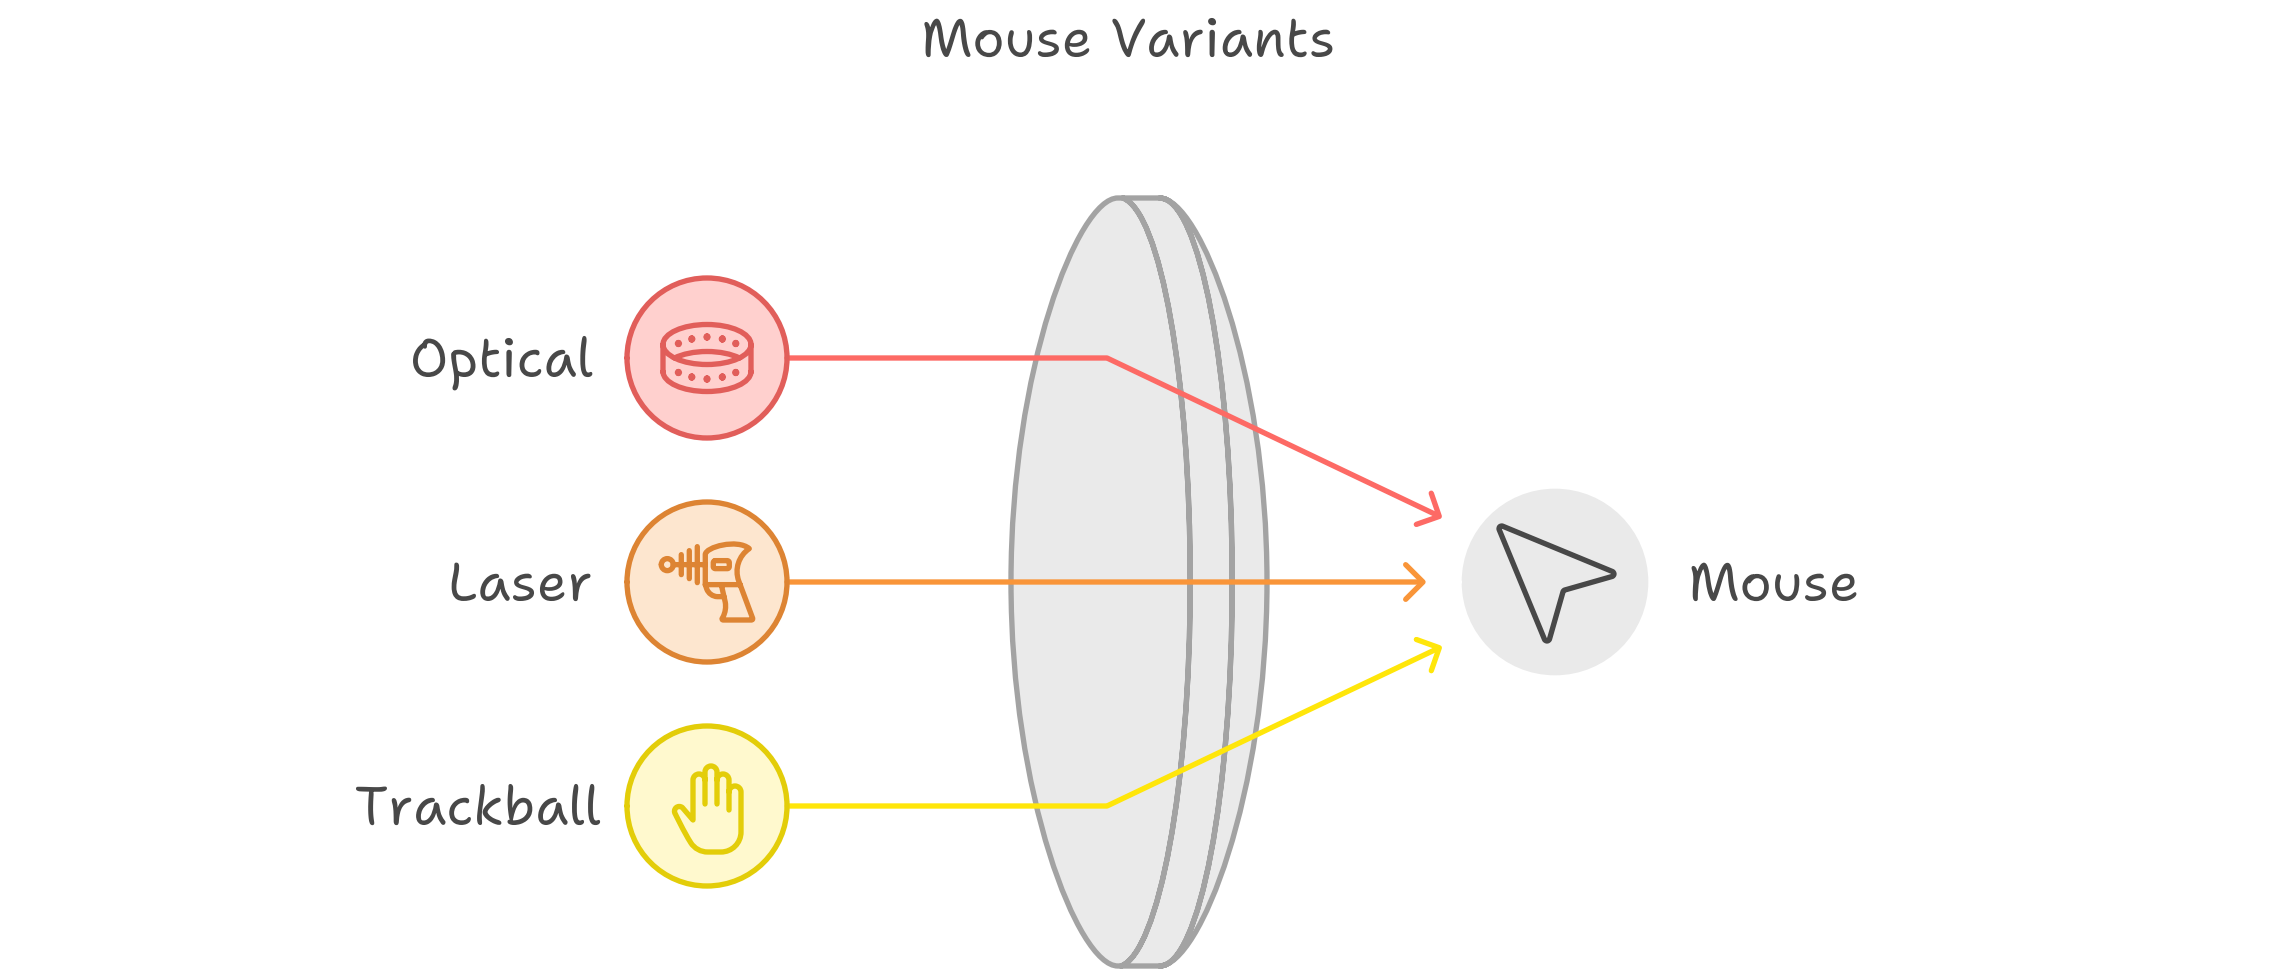 Mouse Variants
Optical
Laser
Mouse
Trackball